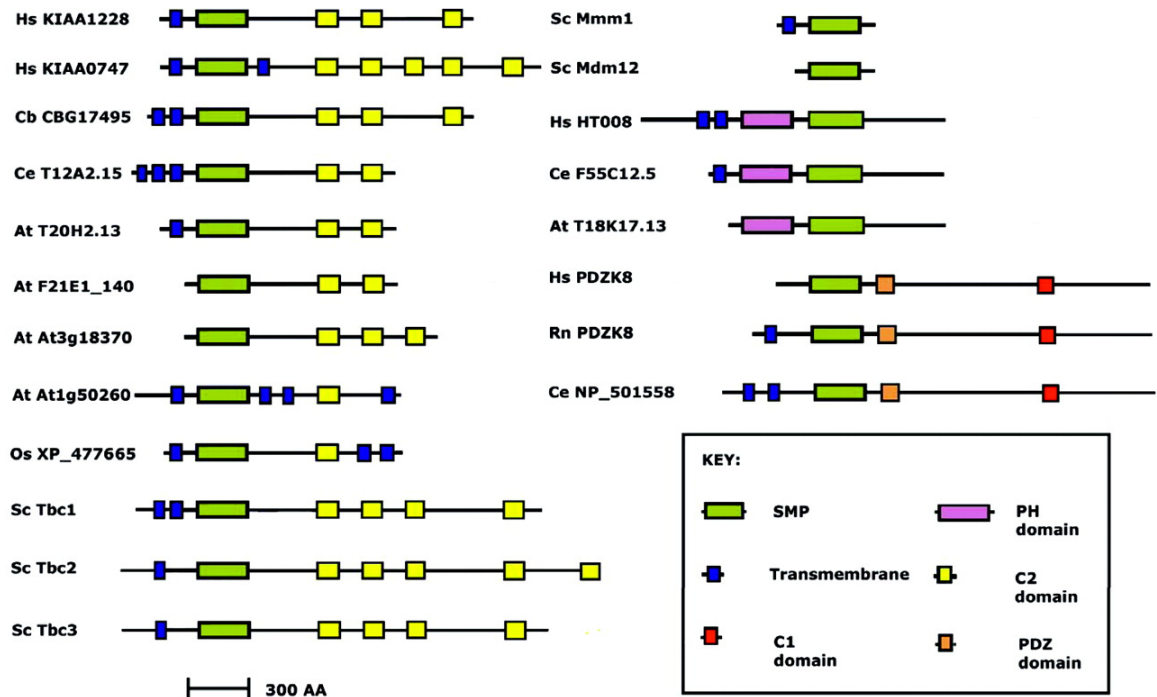 Hs KIAA1228
Hs KIAA0747
Cb CBG17495
Ce T12A2.15
At T20H2.13
At F21E1_140
At At3g18370
At At1g50260
Os XP_477665
Sc Tbc1
Sc Tbc2
Sc Tbc3
300 AA
Sc Mmm1
Sc Mdm12
Hs HT008
Ce F55C12.5
At T18K17.13
Hs PDZK8
Rn PDZK8
Ce NP_501558
KEY:
SMP
PH
domain
Transmembrane
C2
domain
C1
domain
PDZ
domain